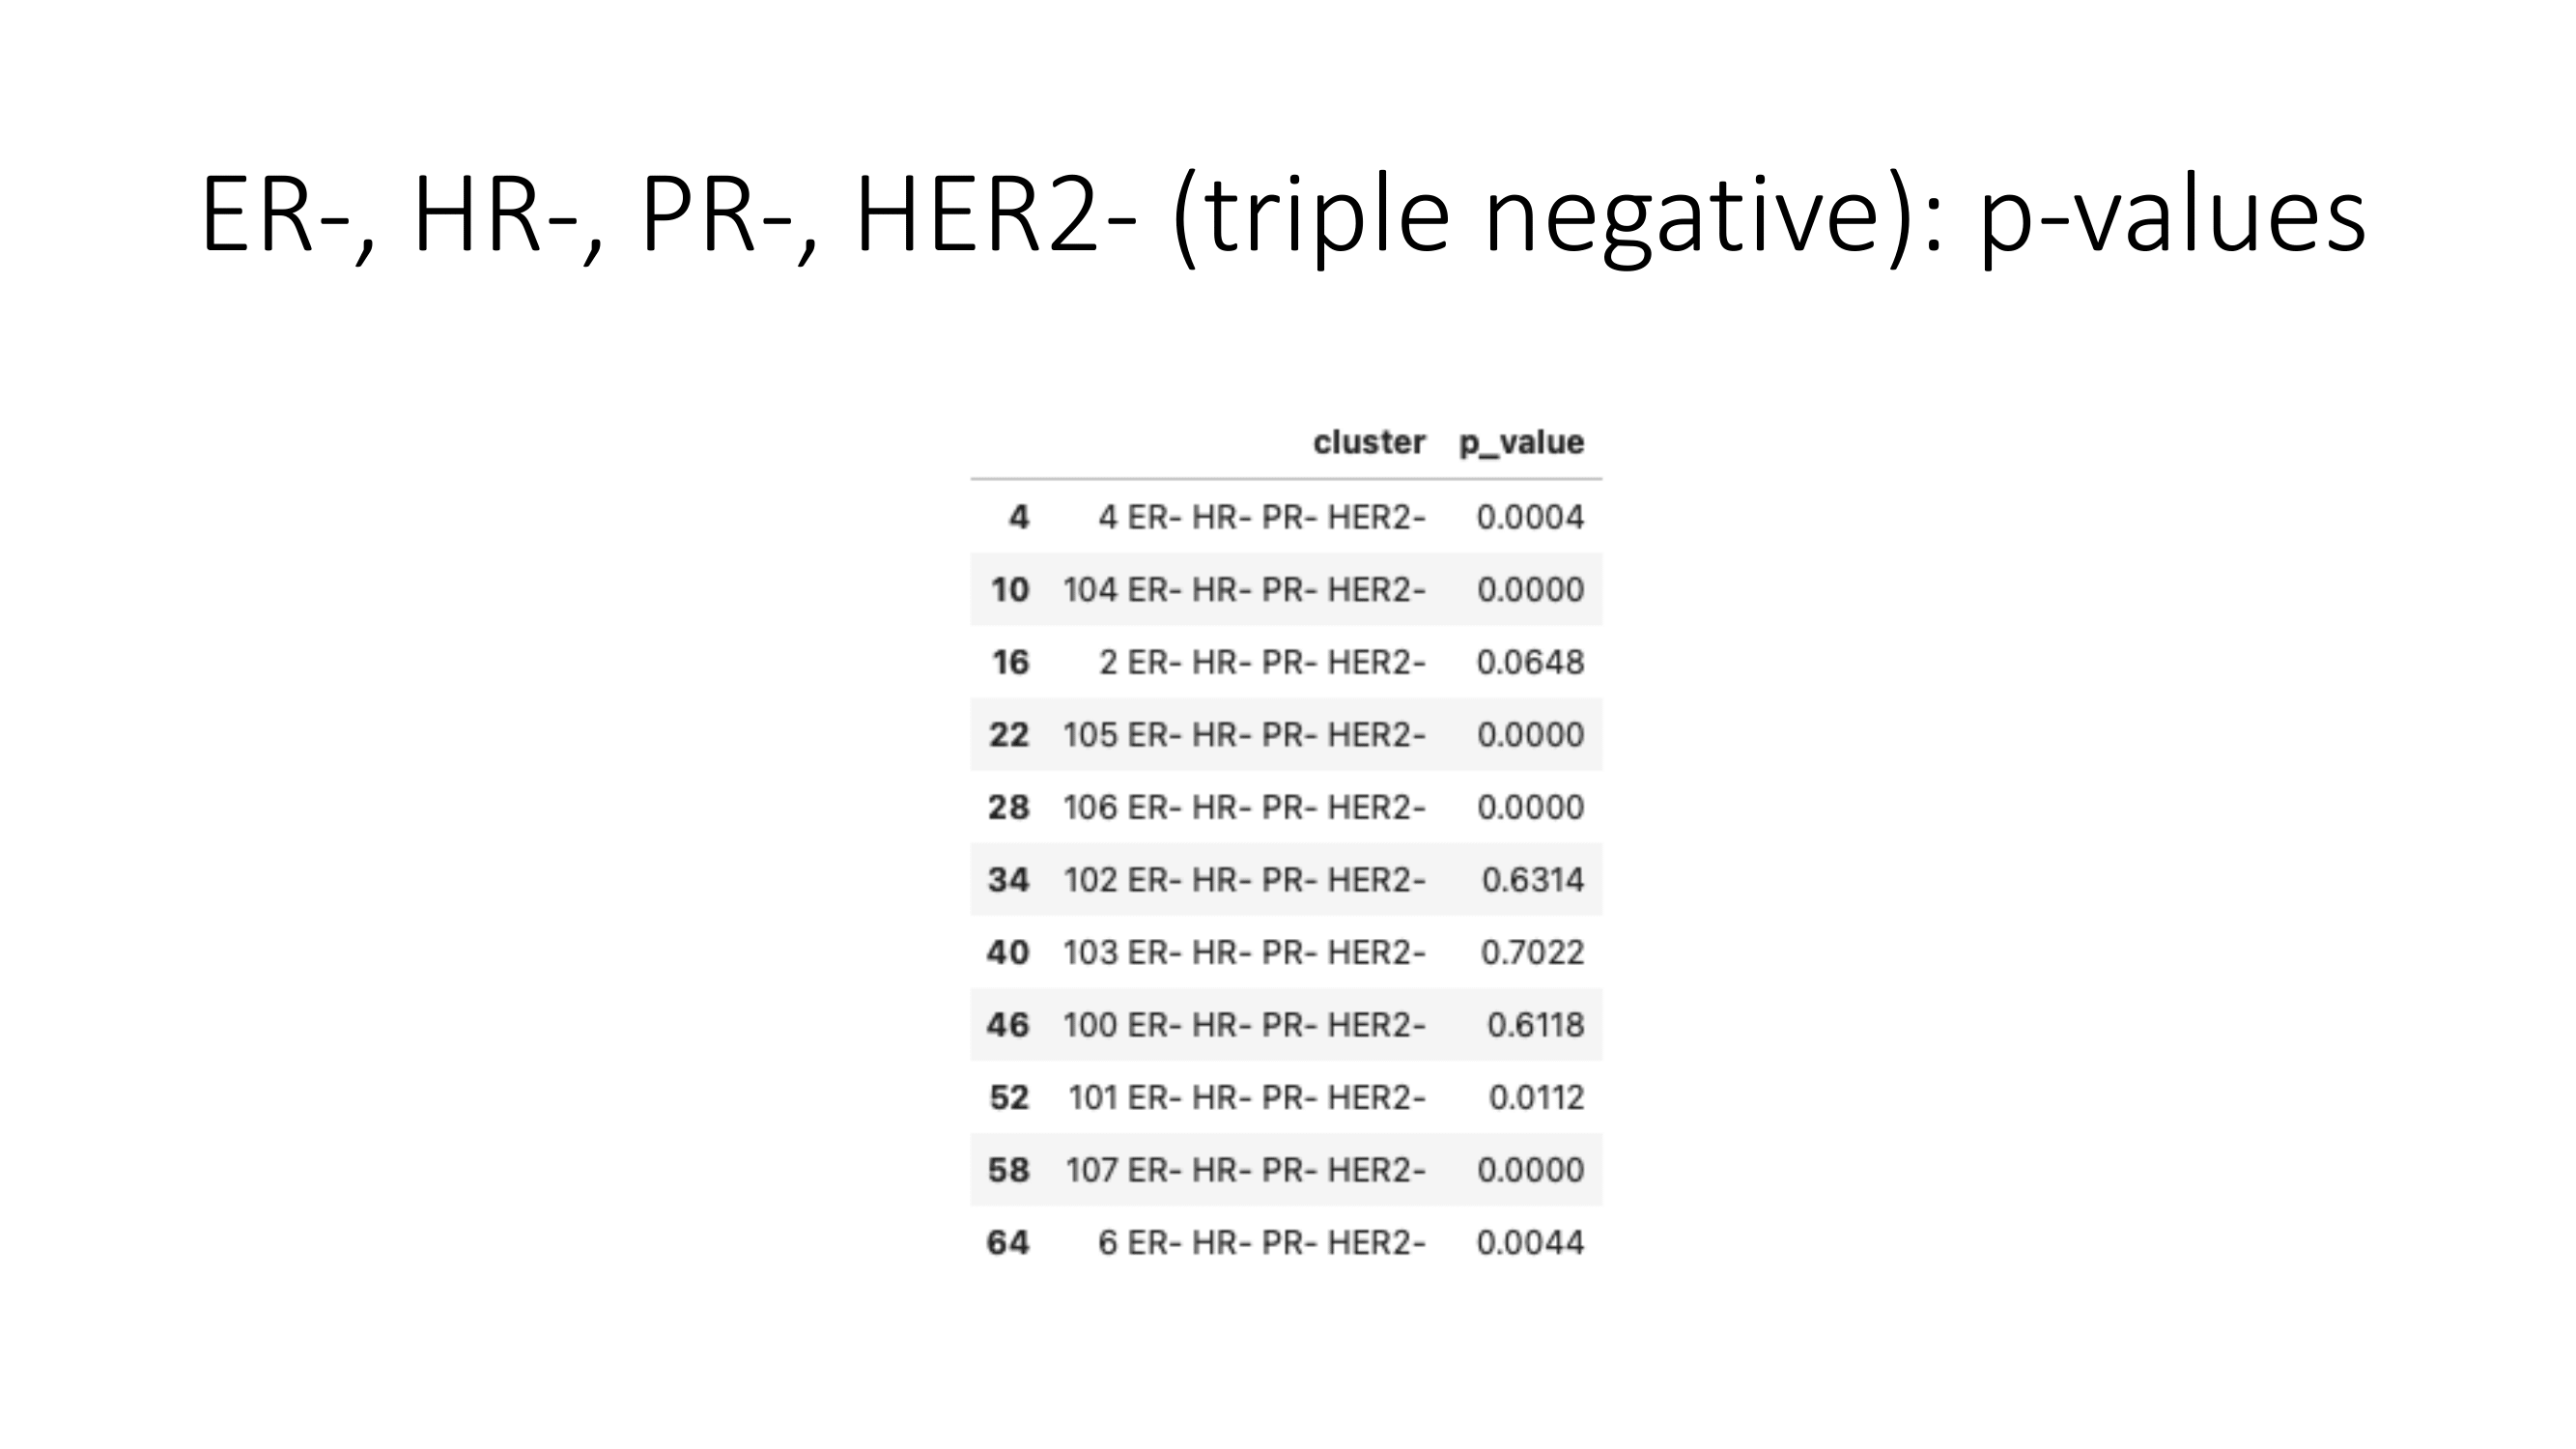 ER-, HR-, PR-, HER2- (triple negative): p-values
cluster p_value
4 4 ER- HR- PR- HER2- 0.0004
10 104 ER- HR- PR- HER2- 0.0000
16 2 ER- HR- PR- HER2- 0.0648
22 105 ER- HR- PR- HER2- 0.0000
28 106 ER- HR- PR- HER2- 0.0000
34 102 ER- HR- PR- HER2- 0.6314
40 103 ER- HR- PR- HER2- 0.7022
46 100 ER- HR- PR- HER2- 0.6118
52 101 ER- HR- PR- HER2- 0.0112
58 107 ER- HR- PR- HER2- 0.0000
64 6 ER- HR- PR- HER2- 0.0044